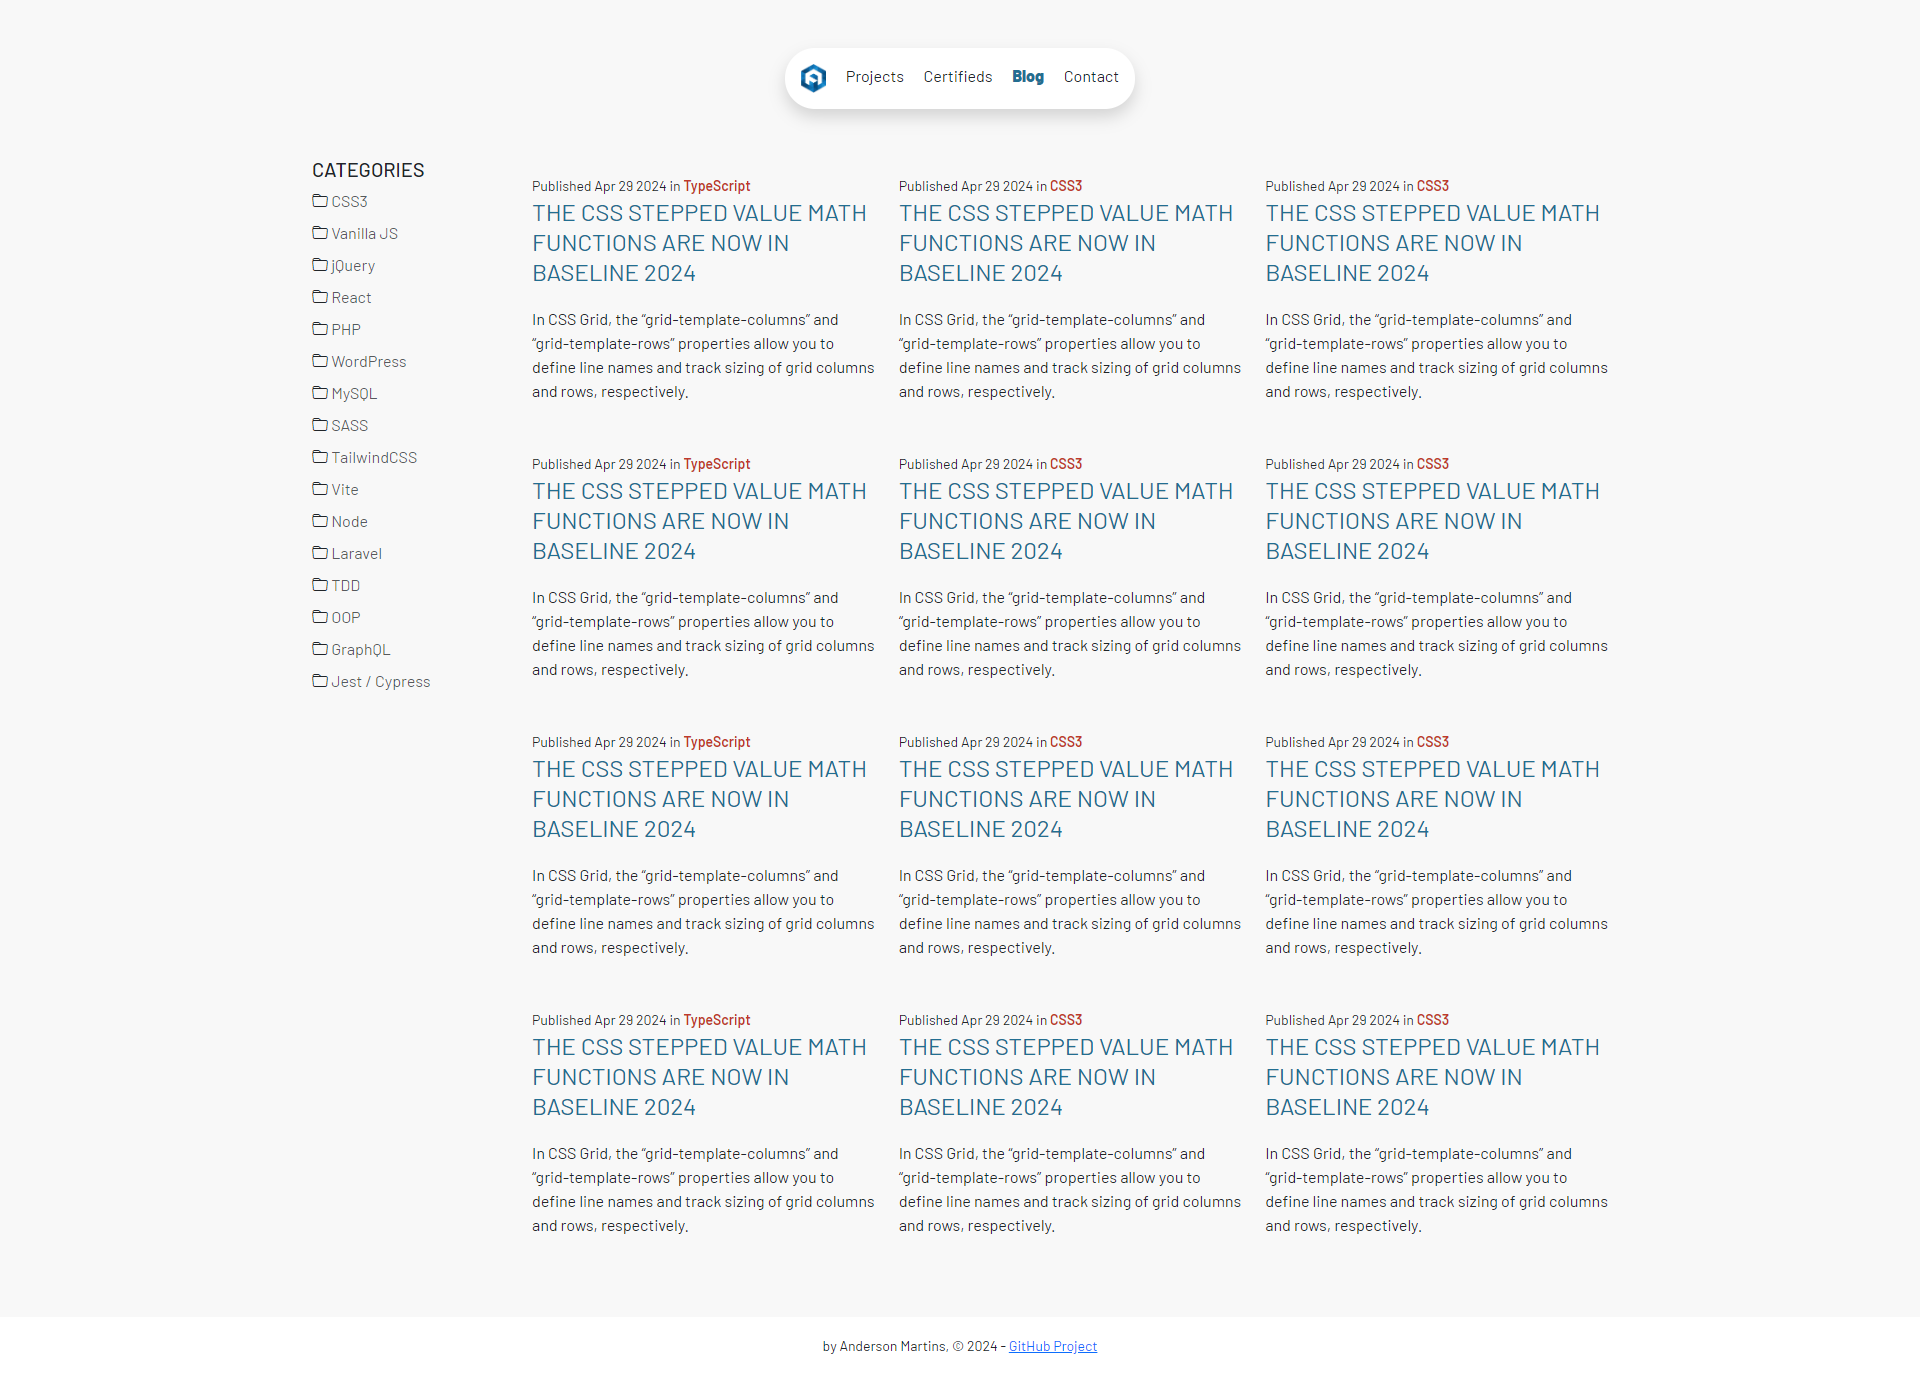 Projects Certifieds Blog Contact
CATEGORIES
CSS3
Vanilla JS
jQuery
React
PHP
WordPress
MySQL
SASS
TailwindCSS
Vite
Node
Laravel
TDD
OOP
GraphQL
Jest / Cypress
Published Apr 29 2024 in TypeScript
THE CSS STEPPED VALUE MATH
FUNCTIONS ARE NOW IN
BASELINE 2024
In CSS Grid, the “grid-template-columns” and
“grid-template-rows” properties allow you to
define line names and track sizing of grid columns
and rows, respectively.
Published Apr 29 2024 in CSS3
THE CSS STEPPED VALUE MATH
FUNCTIONS ARE NOW IN
BASELINE 2024
In CSS Grid, the “grid-template-columns” and
“grid-template-rows” properties allow you to
define line names and track sizing of grid columns
and rows, respectively.
Published Apr 29 2024 in CSS3
THE CSS STEPPED VALUE MATH
FUNCTIONS ARE NOW IN
BASELINE 2024
In CSS Grid, the “grid-template-columns” and
“grid-template-rows” properties allow you to
define line names and track sizing of grid columns
and rows, respectively.
Published Apr 29 2024 in TypeScript
THE CSS STEPPED VALUE MATH
FUNCTIONS ARE NOW IN
BASELINE 2024
In CSS Grid, the “grid-template-columns” and
“grid-template-rows” properties allow you to
define line names and track sizing of grid columns
and rows, respectively.
Published Apr 29 2024 in CSS3
THE CSS STEPPED VALUE MATH
FUNCTIONS ARE NOW IN
BASELINE 2024
In CSS Grid, the “grid-template-columns” and
“grid-template-rows” properties allow you to
define line names and track sizing of grid columns
and rows, respectively.
Published Apr 29 2024 in CSS3
THE CSS STEPPED VALUE MATH
FUNCTIONS ARE NOW IN
BASELINE 2024
In CSS Grid, the “grid-template-columns” and
“grid-template-rows” properties allow you to
define line names and track sizing of grid columns
and rows, respectively.
Published Apr 29 2024 in TypeScript
THE CSS STEPPED VALUE MATH
FUNCTIONS ARE NOW IN
BASELINE 2024
In CSS Grid, the “grid-template-columns” and
“grid-template-rows” properties allow you to
define line names and track sizing of grid columns
and rows, respectively.
Published Apr 29 2024 in CSS3
THE CSS STEPPED VALUE MATH
FUNCTIONS ARE NOW IN
BASELINE 2024
In CSS Grid, the “grid-template-columns” and
“grid-template-rows” properties allow you to
define line names and track sizing of grid columns
and rows, respectively.
Published Apr 29 2024 in CSS3
THE CSS STEPPED VALUE MATH
FUNCTIONS ARE NOW IN
BASELINE 2024
In CSS Grid, the “grid-template-columns” and
“grid-template-rows” properties allow you to
define line names and track sizing of grid columns
and rows, respectively.
Published Apr 29 2024 in TypeScript
THE CSS STEPPED VALUE MATH
FUNCTIONS ARE NOW IN
BASELINE 2024
In CSS Grid, the “grid-template-columns” and
“grid-template-rows” properties allow you to
define line names and track sizing of grid columns
and rows, respectively.
Published Apr 29 2024 in CSS3
THE CSS STEPPED VALUE MATH
FUNCTIONS ARE NOW IN
BASELINE 2024
In CSS Grid, the “grid-template-columns” and
“grid-template-rows” properties allow you to
define line names and track sizing of grid columns
and rows, respectively.
Published Apr 29 2024 in CSS3
THE CSS STEPPED VALUE MATH
FUNCTIONS ARE NOW IN
BASELINE 2024
In CSS Grid, the “grid-template-columns” and
“grid-template-rows” properties allow you to
define line names and track sizing of grid columns
and rows, respectively.
by Anderson Martins, © 2024 - GitHub Project